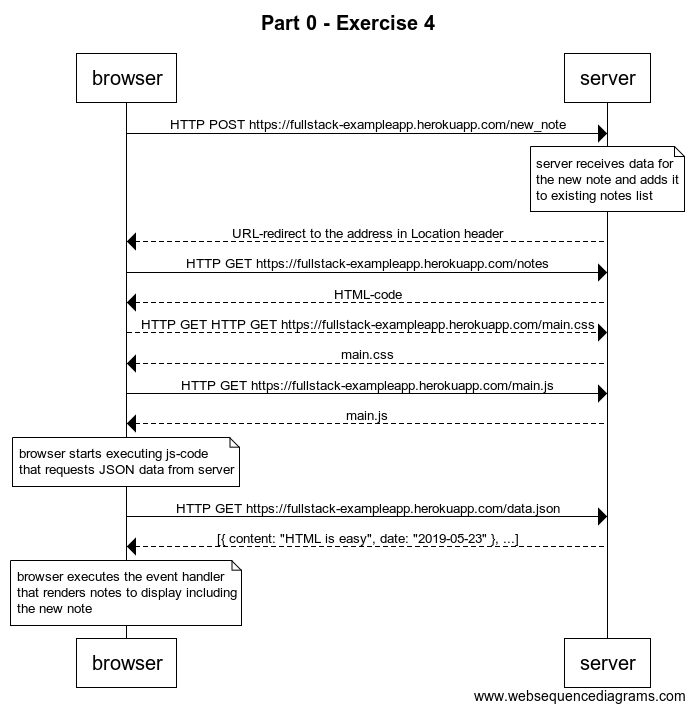 Part 0 - Exercise 4
browser
server
HTTP POST https://fullstack-exampleapp.herokuapp.com/new_note
server receives data for
the new note and adds it
to existing notes list
URL-redirect to the address in Location header
HTTP GET https://fullstack-exampleapp.herokuapp.com/notes
HTML-code
HTTP GET HTTP GET https://fullstack-exampleapp.herokuapp.com/main.css
main.css
HTTP GET https://fullstack-exampleapp.herokuapp.com/main.js
main.js
browser starts executing js-code
that requests JSON data from server
HTTP GET https://fullstack-exampleapp.herokuapp.com/data.json
[{ content: "HTML is easy", date: "2019-05-23" }, ...]
browser executes the event handler
that renders notes to display including
the new note
browser
server
www.websequencediagrams.com